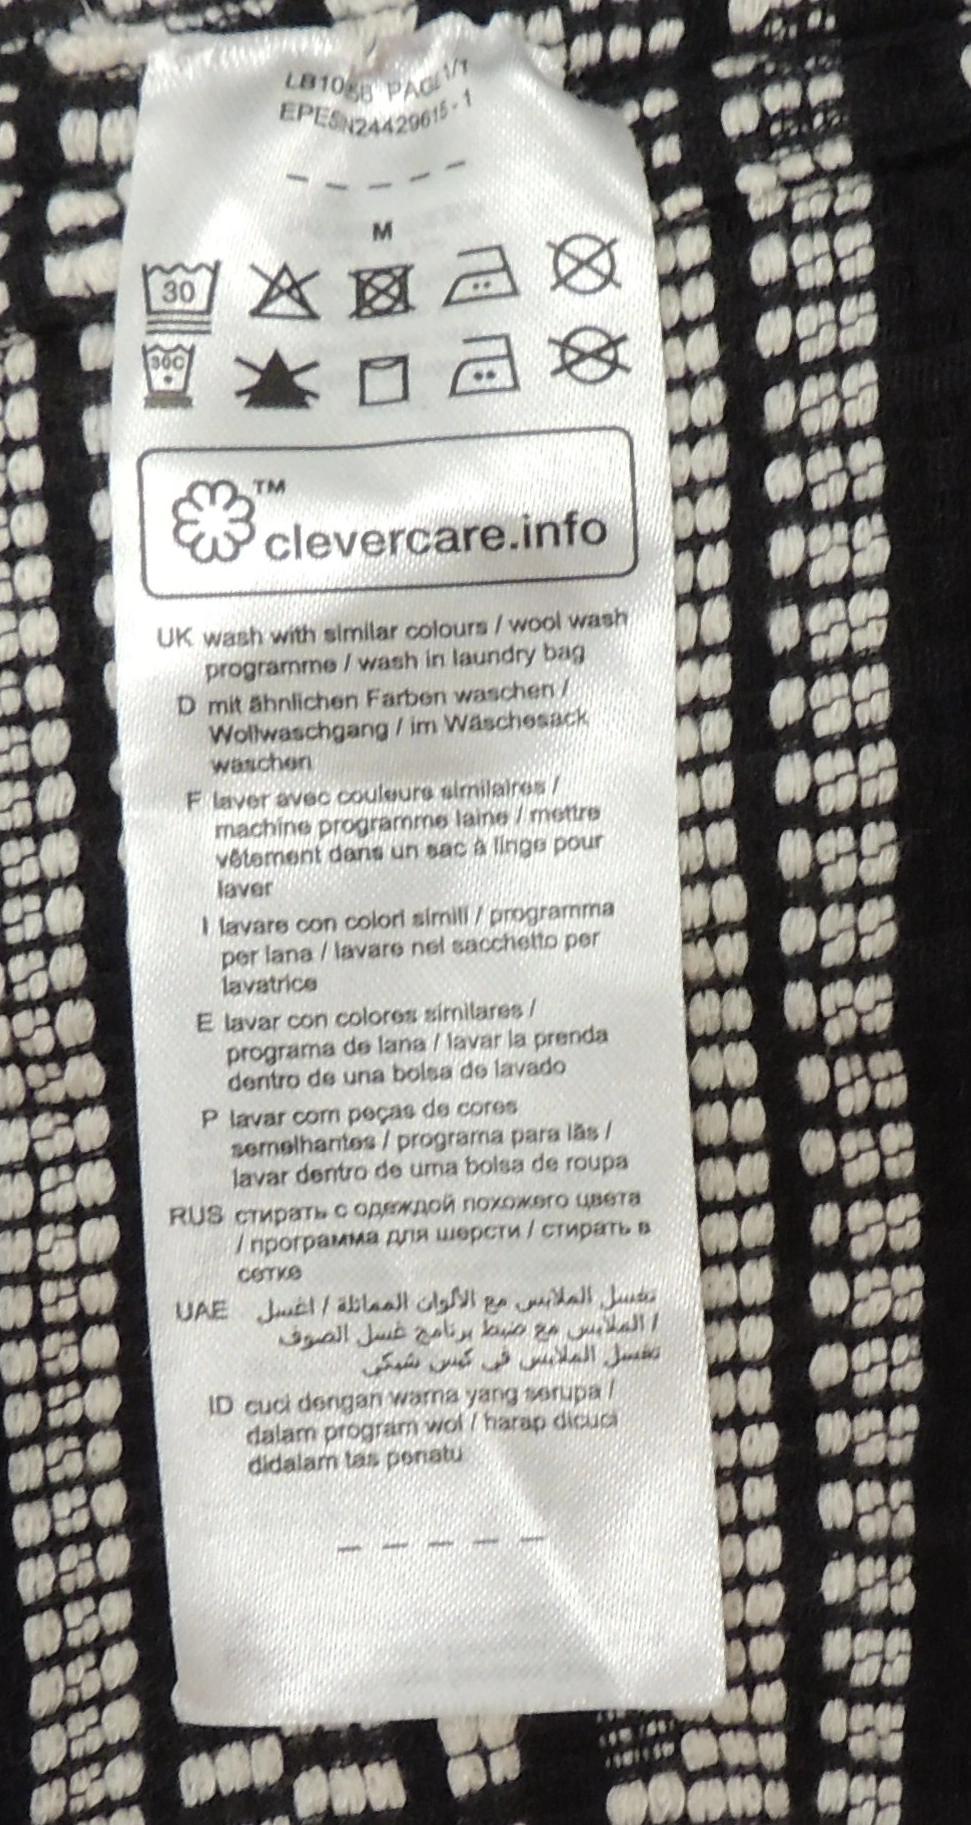 LB1058 PAGE 1/1
EPESN24429615 - 1
M
30
30C
TM
clevercare.info
UK wash with similar colours / wool wash
programme / wash in laundry bag
D mit ähnlichen Farben waschen /
Wollwaschgang / im Wäschesack
waschen
F laver avec couleurs similaires /
machine programme laine / mettre
vêtement dans un sac à linge pour
laver
I lavare con colori simili / programma
per lana / lavare nel sacchetto per
lavatrice
E lavar con colores similares /
programa de lana / lavar la prenda
dentro de una bolsa de lavado
P lavar com peças de cores
semelhantes / programa para lãs /
lavar dentro de uma bolsa de roupa
RUS стирать с одеждой похожего цвета
/ программа для шерсти / стирать в
сетке
UAE تغسل الملابس مع الألوان المماثلة / اغسل
الملابس مع ضبط برنامج غسل الصوف /
تغسل الملابس في كيس شبكي
ID cuci dengan warna yang serupa /
dalam program wol / harap dicuci
didalam tas penatu